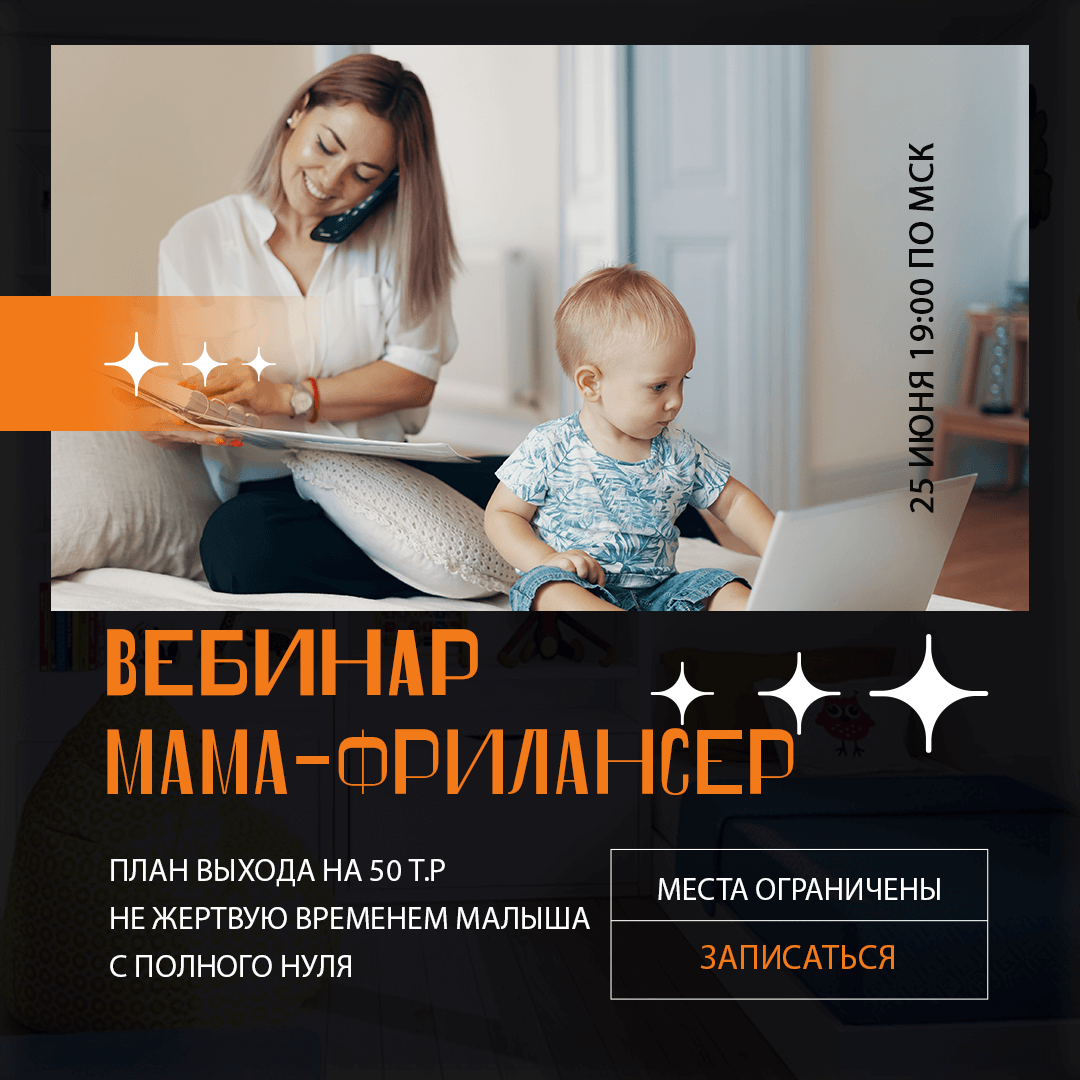 25 ИЮНЯ 19:00 ПО МСК
ВЕБИНАР
МАМА-ФРИЛАНСЕР
ПЛАН ВЫХОДА НА 50 Т.Р
НЕ ЖЕРТВУЮ ВРЕМЕНЕМ МАЛЫША
С ПОЛНОГО НУЛЯ
МЕСТА ОГРАНИЧЕНЫ
ЗАПИСАТЬСЯ